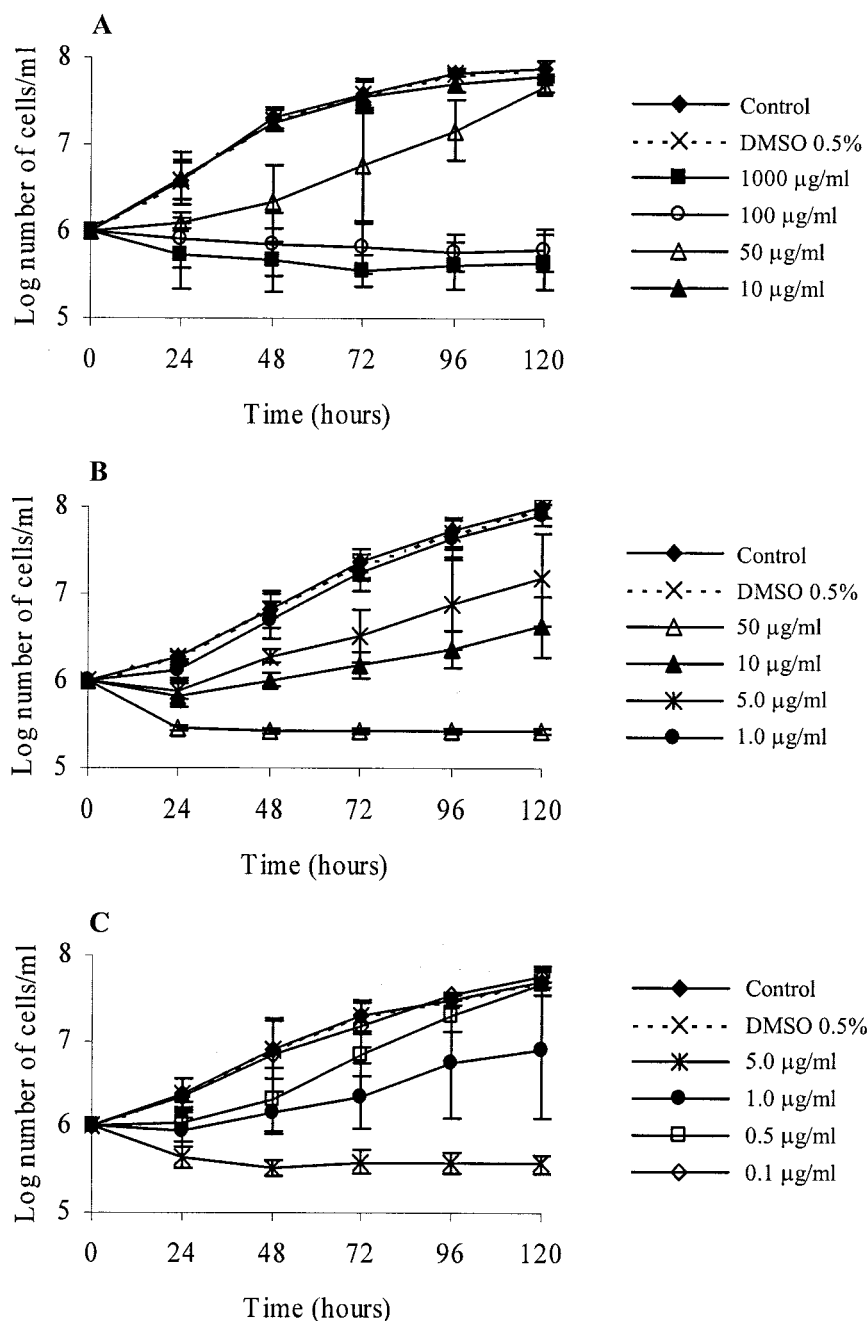 A
Log number of cells/ml
8
7
6
5
0 24 48 72 96 120
Time (hours)
Control
DMSO 0.5%
1000 µg/ml
100 µg/ml
50 µg/ml
10 µg/ml
B
Log number of cells/ml
8
7
6
5
0 24 48 72 96 120
Time (hours)
Control
DMSO 0.5%
50 µg/ml
10 µg/ml
5.0 µg/ml
1.0 µg/ml
C
Log number of cells/ml
8
7
6
5
0 24 48 72 96 120
Time (hours)
Control
DMSO 0.5%
5.0 µg/ml
1.0 µg/ml
0.5 µg/ml
0.1 µg/ml